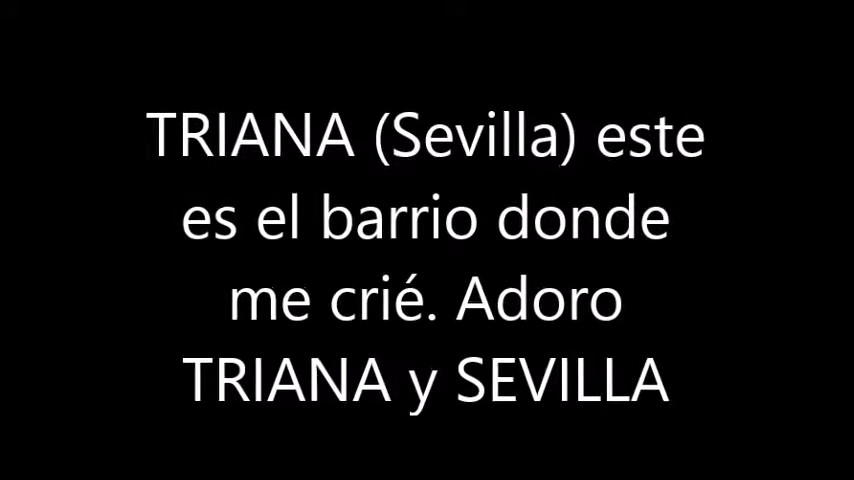 TRIANA (Sevilla) este
es el barrio donde
me crié. Adoro
TRIANA y SEVILLA